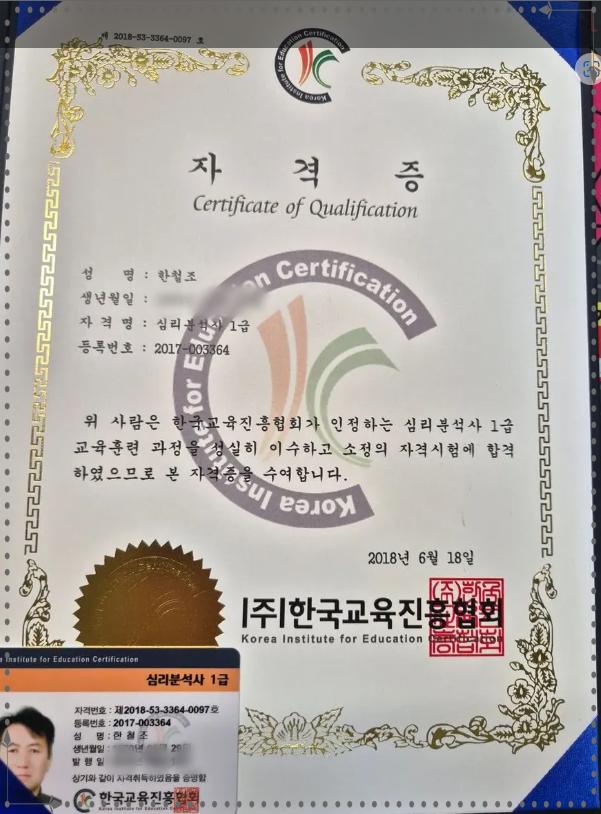 제 2018-53-3364-0097 호
Korea Institute for Education Certification
자 격 증
Certificate of Qualification
성 명 : 한철조
생년월일 :
자 격 명 : 심리분석사 1급
등록번호 : 2017-003364
Korea Institute for Education Certification
위 사람은 한국교육진흥협회가 인정하는 심리분석사 1급
교육훈련 과정을 성실히 이수하고 소정의 자격시험에 합격
하였으므로 본 자격증을 수여합니다.
2018년 6월 18일
(주)한국교육진흥협회
Korea Institute for Education Certification
Institute for Education Certification
심리분석사 1급
자격번호 : 제2018-53-3364-0097호
등록번호 : 2017-003364
성 명 : 한 철 조
생년월일 :
발 행 일
상기와 같이 자격취득하였음을 증명함
한국교육진흥협회